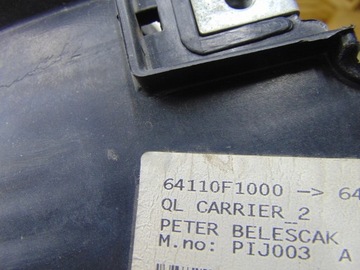 64110F1000 -> 64
QL CARRIER_2
PETER BELESCAK
M.no: PIJ003 A